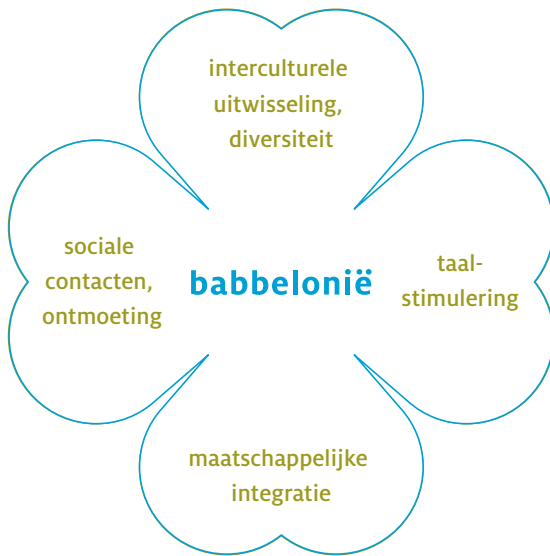 interculturele
uitwisseling,
diversiteit
sociale
contacten,
ontmoeting
babbelonië
taal-
stimulering
maatschappelijke
integratie